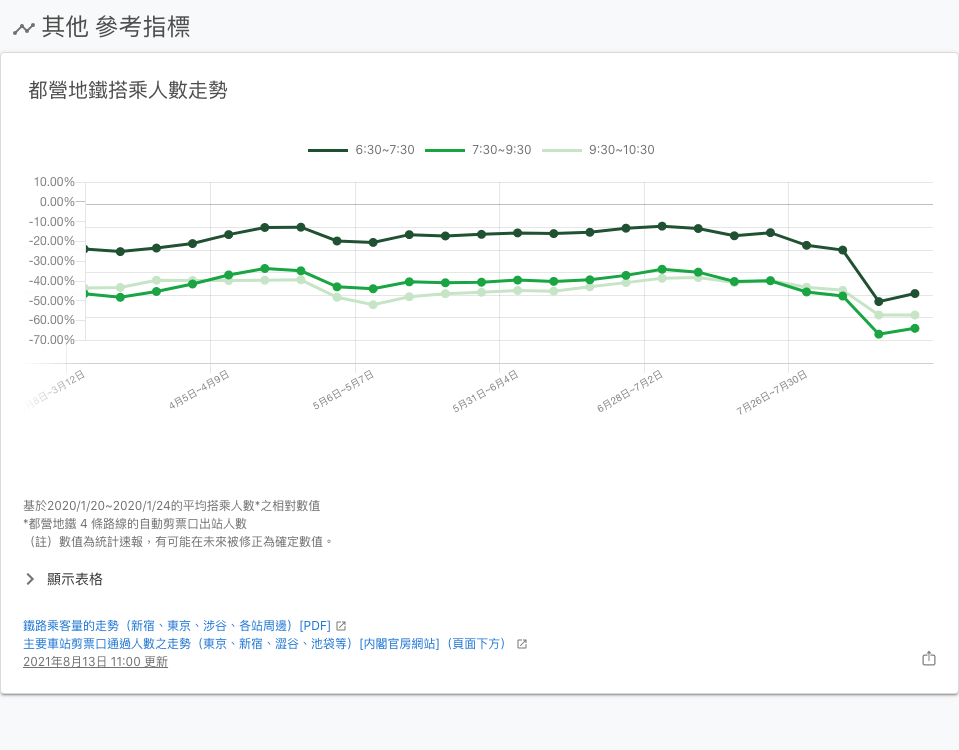 其他 參考指標
都營地鐵搭乘人數走勢
6:30~7:30 7:30~9:30 9:30~10:30
10.00%
0.00%
-10.00%
-20.00%
-30.00%
-40.00%
-50.00%
-60.00%
-70.00%
8日~3月12日 4月5日~4月9日 5月6日~5月7日 5月31日~6月4日 6月28日~7月2日 7月26日~7月30日
基於2020/1/20~2020/1/24的平均搭乘人數*之相對數值
*都營地鐵 4 條路線的自動剪票口出站人數
（註）數值為統計速報，有可能在未來被修正為確定數值。
顯示表格
鐵路乘客量的走勢（新宿、東京、涉谷、各站周邊）[PDF]
主要車站剪票口通過人數之走勢（東京、新宿、澀谷、池袋等）[内閣官房網站]（頁面下方）
2021年8月13日 11:00 更新